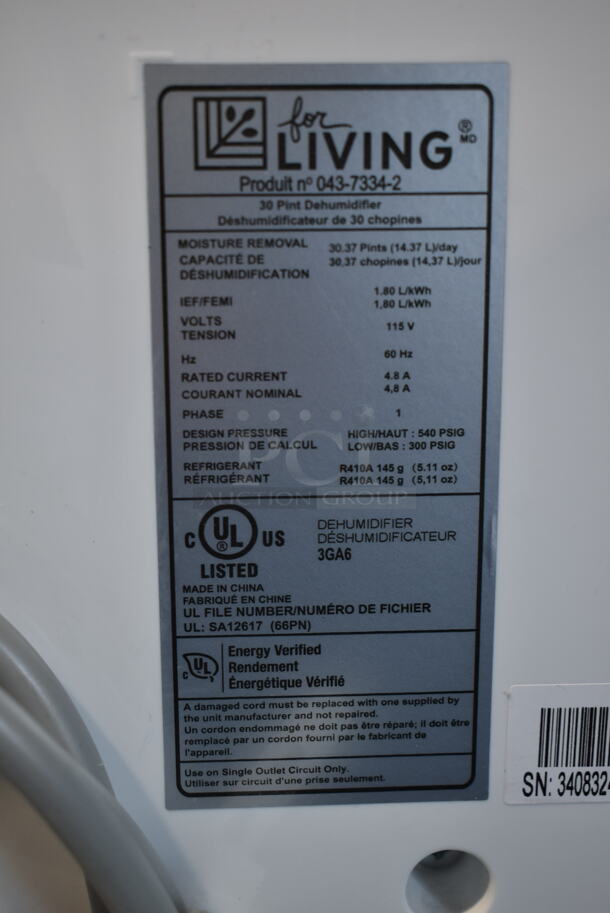 for
LIVING ® MD
Produit nº 043-7334-2
30 Pint Dehumidifier
Déshumidificateur de 30 chopines
MOISTURE REMOVAL 30.37 Pints (14.37 L)/day
CAPACITÉ DE 30,37 chopines (14,37 L)/jour
DÉSHUMIDIFICATION
1.80 L/kWh
IEF/FEMI 1,80 L/kWh
VOLTS
TENSION 115 V
Hz 60 Hz
RATED CURRENT 4.8 A
COURANT NOMINAL 4,8 A
PHASE 1
DESIGN PRESSURE HIGH/HAUT : 540 PSIG
PRESSION DE CALCUL LOW/BAS : 300 PSIG
REFRIGERANT R410A 145 g (5.11 oz)
RÉFRIGÉRANT R410A 145 g (5,11 oz)
PCI
AUCTION GROUP
C UL US ®
LISTED
DEHUMIDIFIER
DÉSHUMIDIFICATEUR
3GA6
MADE IN CHINA
FABRIQUÉ EN CHINE
UL FILE NUMBER/NUMÉRO DE FICHIER
UL: SA12617 (66PN)
c UL
Energy Verified
Rendement
Énergétique Vérifié
A damaged cord must be replaced with one supplied by
the unit manufacturer and not repaired.
Un cordon endommagé ne doit pas être réparé; il doit être
remplacé par un cordon fourni par le fabricant de
l'appareil.
Use on Single Outlet Circuit Only.
Utiliser sur circuit d'une prise seulement.
SN: 340832